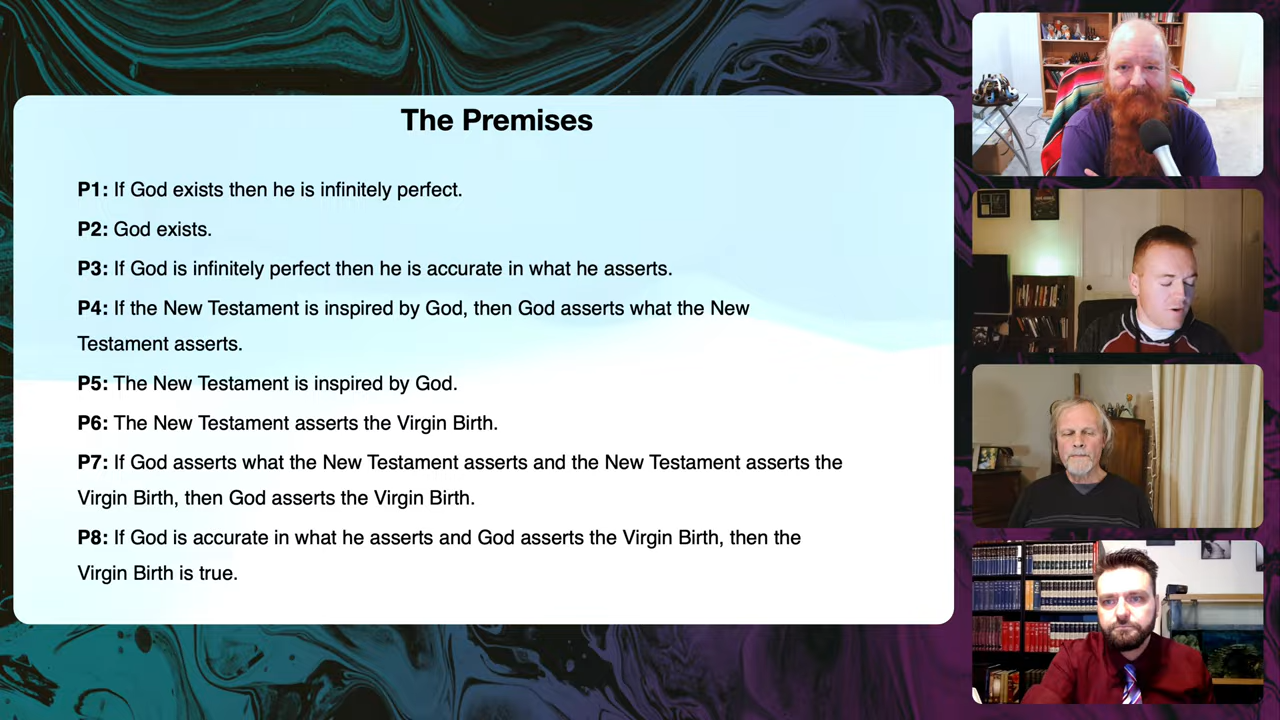 The Premises
P1: If God exists then he is infinitely perfect.
P2: God exists.
P3: If God is infinitely perfect then he is accurate in what he asserts.
P4: If the New Testament is inspired by God, then God asserts what the New
Testament asserts.
P5: The New Testament is inspired by God.
P6: The New Testament asserts the Virgin Birth.
P7: If God asserts what the New Testament asserts and the New Testament asserts the
Virgin Birth, then God asserts the Virgin Birth.
P8: If God is accurate in what he asserts and God asserts the Virgin Birth, then the
Virgin Birth is true.